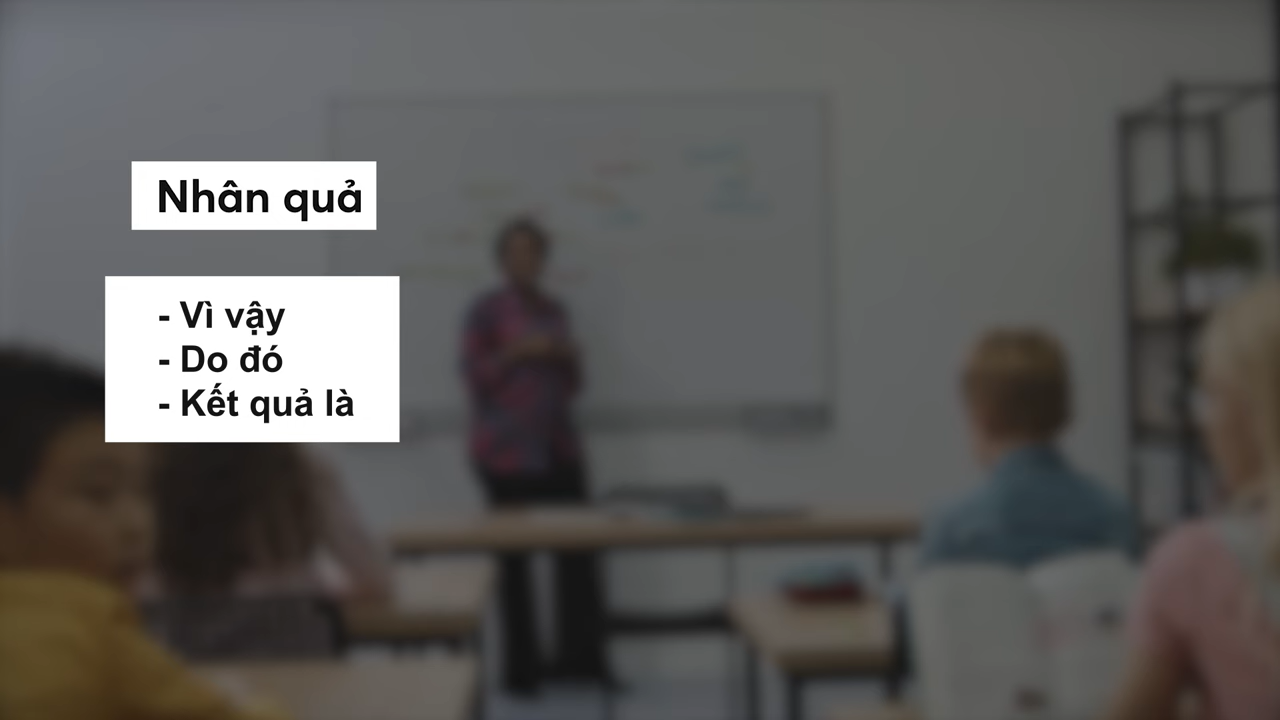 Nhân quả
- Vì vậy
- Do đó
- Kết quả là